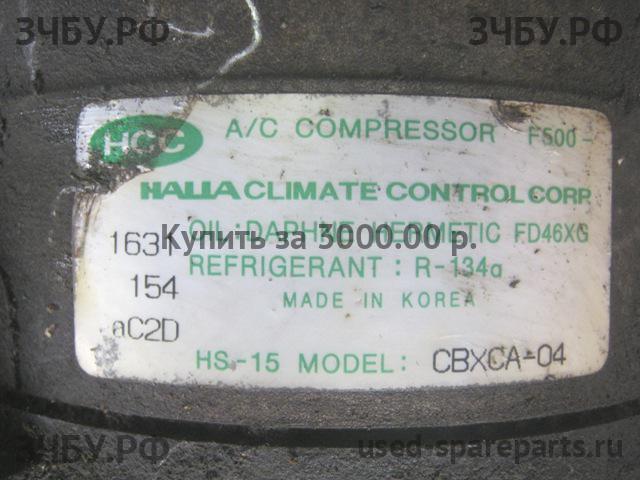 ЗЧБУ.РФ
ЗЧБУ.РФ
HCC
A/C COMPRESSOR F500-
HALLA CLIMATE CONTROL CORP.
OIL : DAPHNE HERMETIC FD46XG
Купить за 3000.00 р.
1631
REFRIGERANT : R-134a
154
MADE IN KOREA
aC2D
HS-15 MODEL: CBXCA-04
ЗЧБУ.РФ
used-spareparts.ru